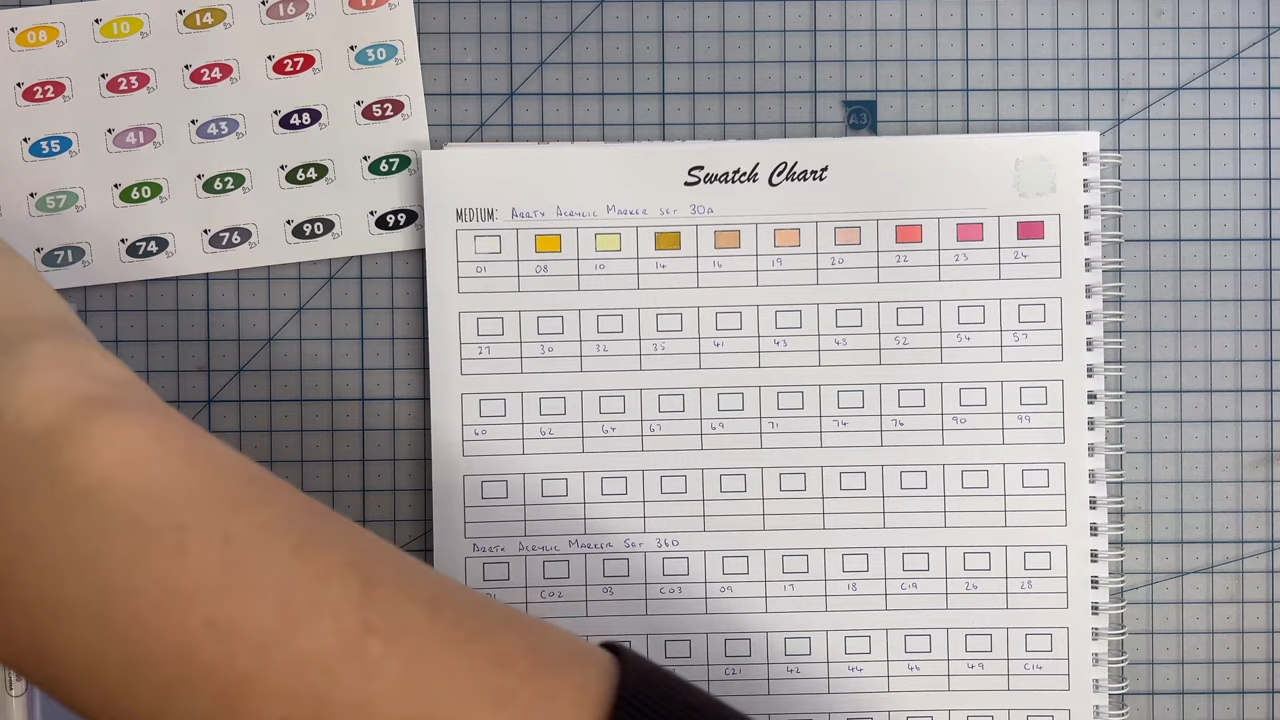 08 10 14 16 19
22 23 24 27 30
35 41 43 48 52
57 60 62 64 67
71 74 76 90 99
A3
Swatch Chart
MEDIUM: ARRTX ACRYLIC MARKER SET 30A
01 08 10 14 16 19 20 22 23 24
27 30 32 35 41 43 48 52 54 57
60 62 64 67 69 71 74 76 90 99
ARRTX ACRYLIC MARKER SET 36D
C02 03 C03 09 17 18 C19 26 28
C21 42 44 46 49 C14